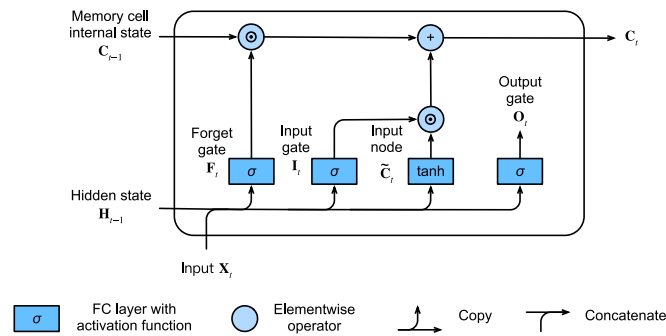 Memory cell
internal state
C_{t-1}
⊙
+
C_t
Output
gate
O_t
⊙
Forget
gate
F_t
Input
gate
I_t
Input
node
C̃_t
σ
σ
tanh
σ
Hidden state
H_{t-1}
Input X_t
σ
FC layer with
activation function
Elementwise
operator
Copy
Concatenate